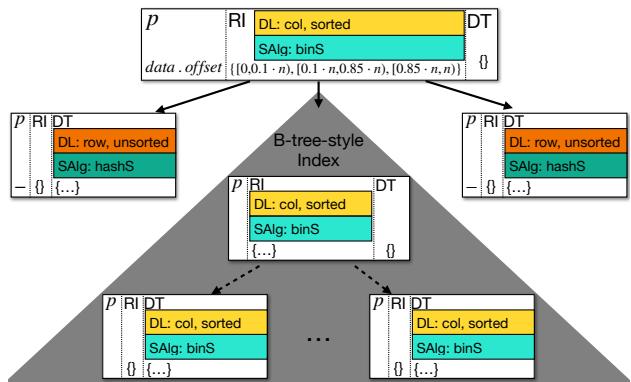 p RI DL: col, sorted DT
SAlg: binS
data.offset {[0,0.1 · n), [0.1 · n,0.85 · n), [0.85 · n, n)} {}
p RI DT
DL: row, unsorted
SAlg: hashS
– {} {...}
p RI DT
DL: row, unsorted
SAlg: hashS
– {} {...}
B-tree-style
Index
p RI DT
DL: col, sorted
SAlg: binS
{...} {}
p RI DT
DL: col, sorted
SAlg: binS
{} {...}
...
p RI DT
DL: col, sorted
SAlg: binS
{} {...}